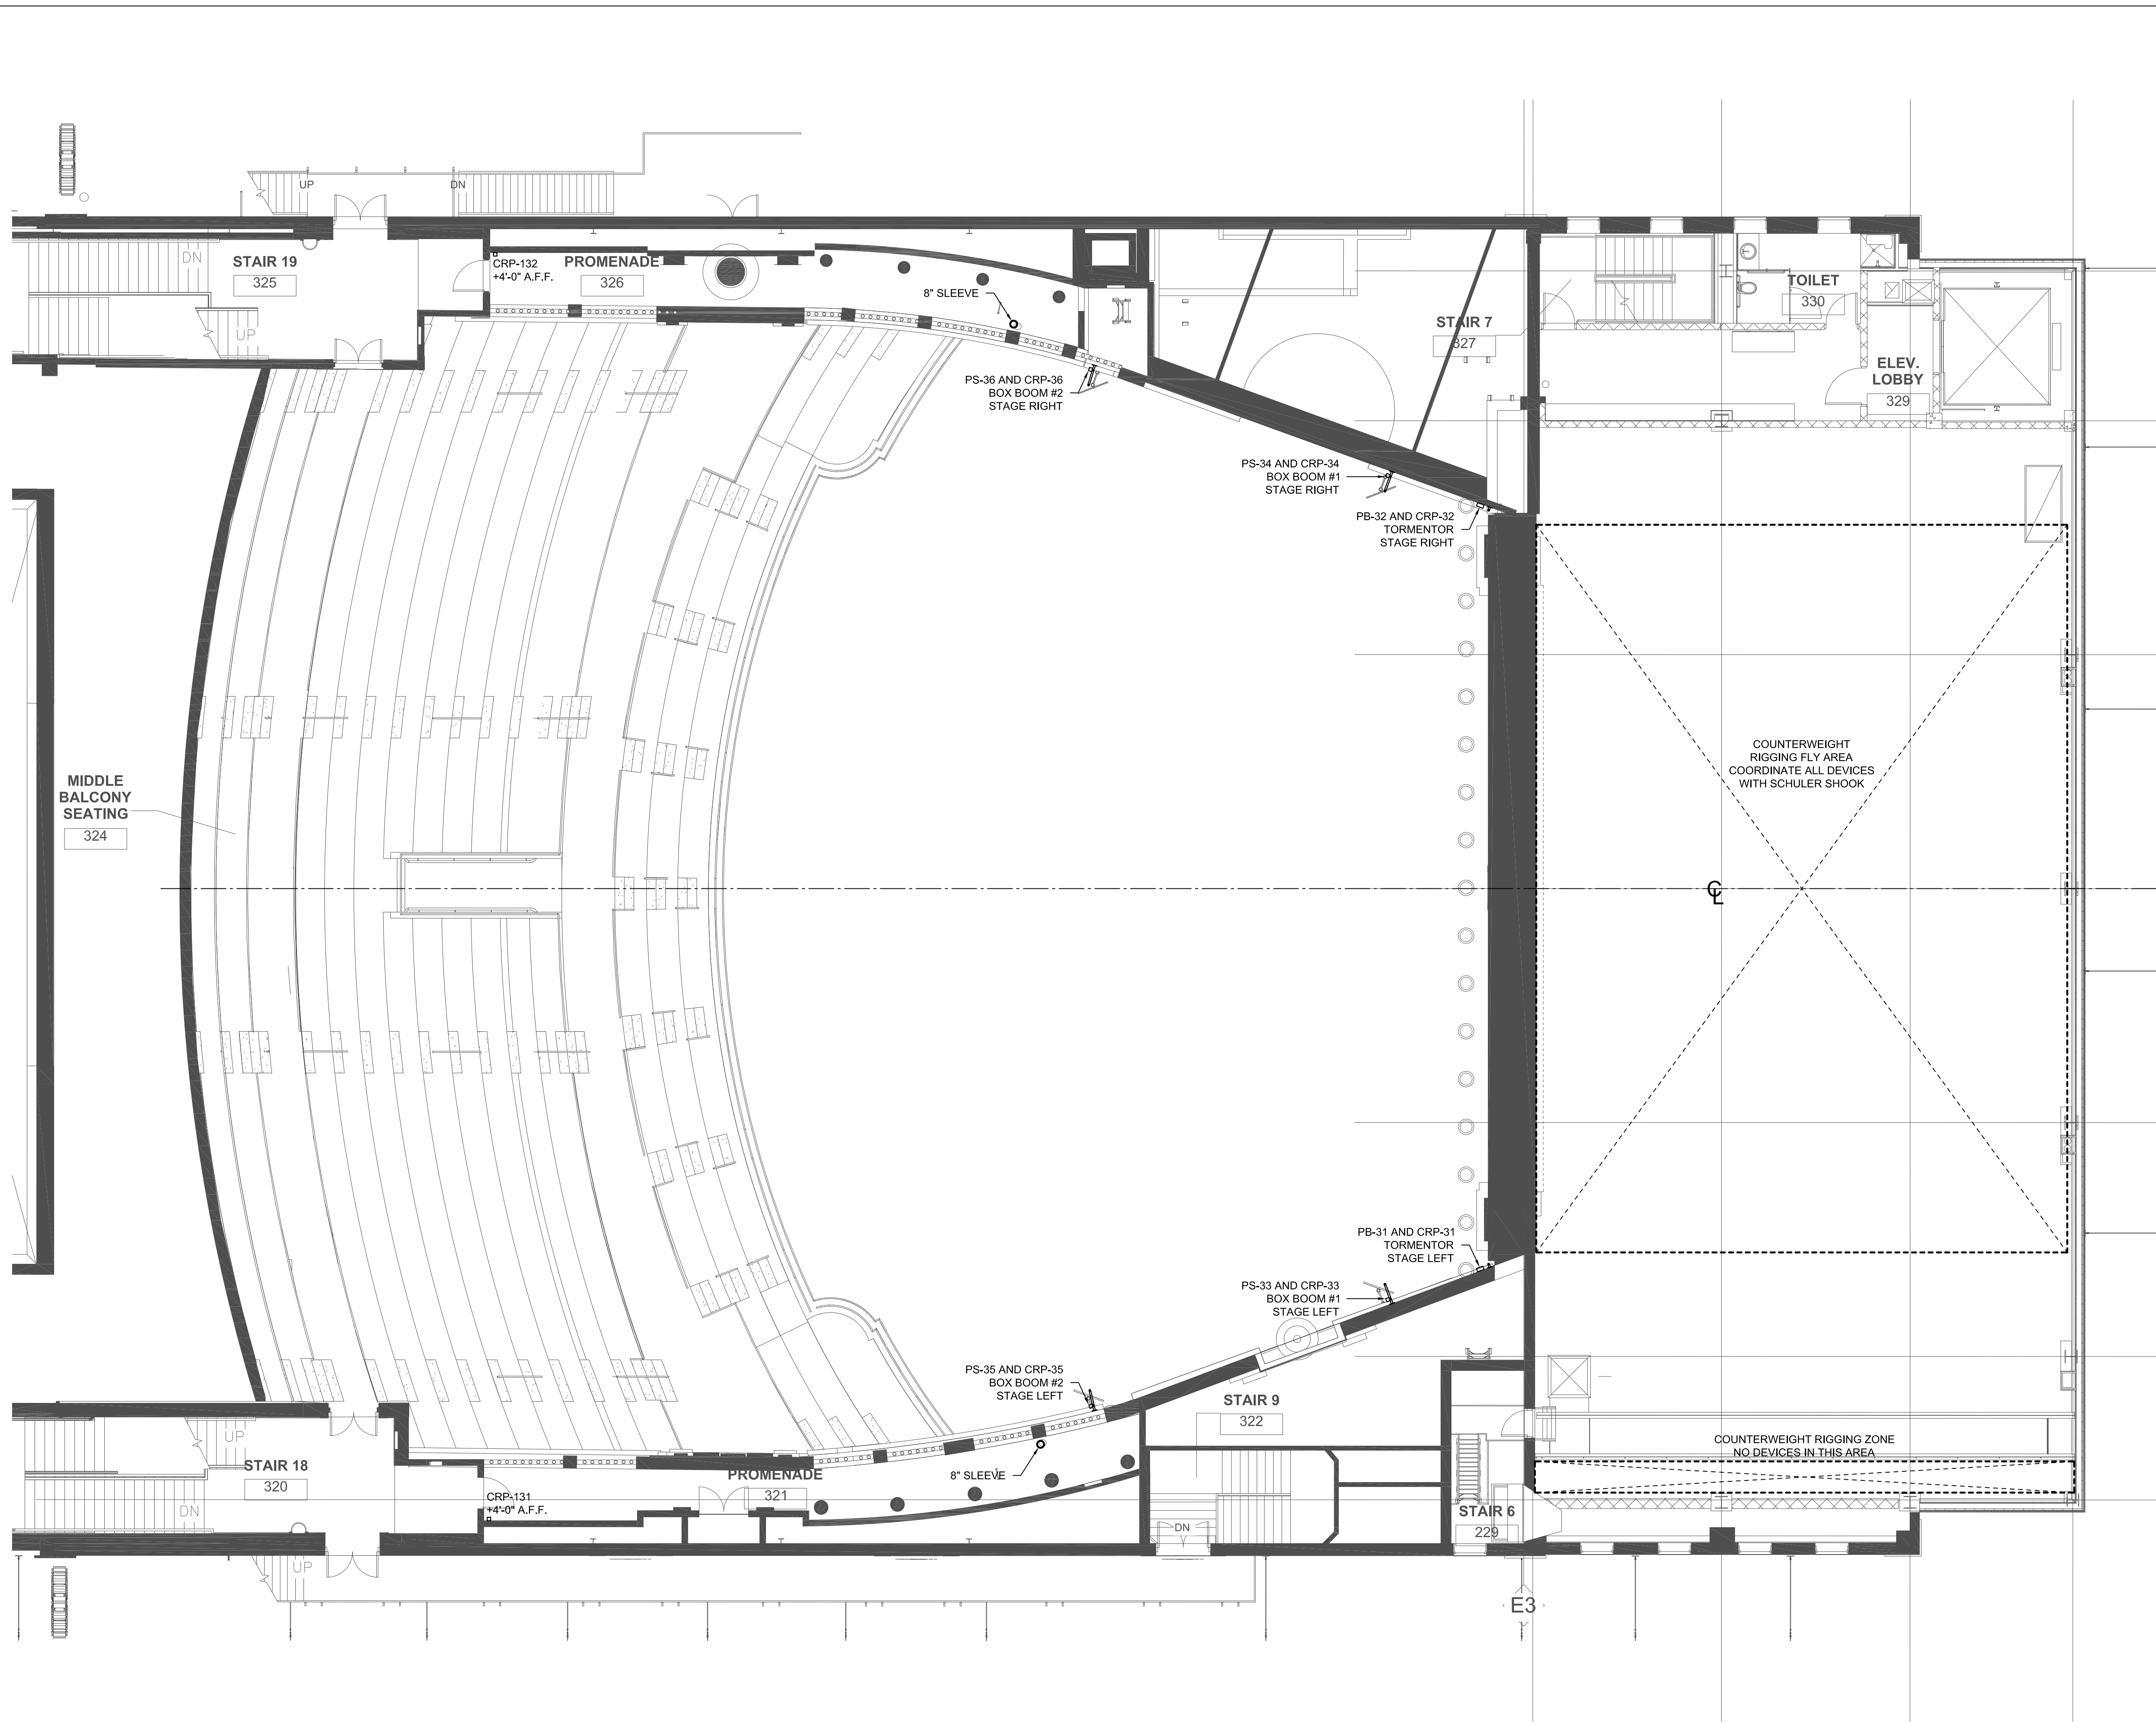 UP
DN
DN
STAIR 19
325
UP
CRP-132
+4'-0" A.F.F.
PROMENADE
326
8" SLEEVE
TOILET
330
STAIR 7
327
ELEV.
LOBBY
329
PS-36 AND CRP-36
BOX BOOM #2
STAGE RIGHT
PS-34 AND CRP-34
BOX BOOM #1
STAGE RIGHT
PB-32 AND CRP-32
TORMENTOR
STAGE RIGHT
COUNTERWEIGHT
RIGGING FLY AREA
COORDINATE ALL DEVICES
WITH SCHULER SHOOK
MIDDLE
BALCONY
SEATING
324
CL
PB-31 AND CRP-31
TORMENTOR
STAGE LEFT
PS-33 AND CRP-33
BOX BOOM #1
STAGE LEFT
PS-35 AND CRP-35
BOX BOOM #2
STAGE LEFT
STAIR 9
322
UP
STAIR 18
320
DN
CRP-131
+4'-0" A.F.F.
PROMENADE
321
8" SLEEVE
COUNTERWEIGHT RIGGING ZONE
NO DEVICES IN THIS AREA
STAIR 6
229
DN
UP
E3